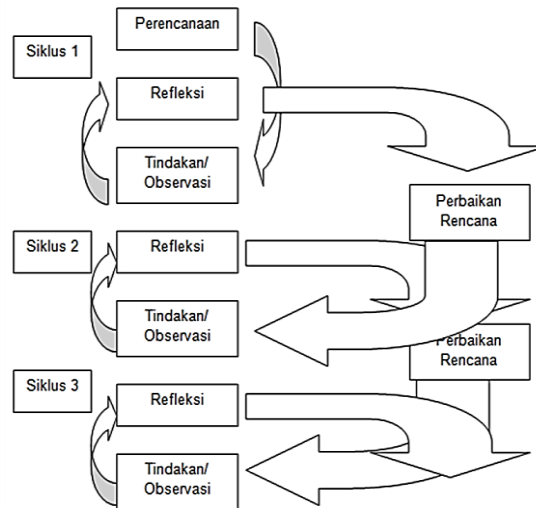 Perencanaan
Siklus 1
Refleksi
Tindakan/
Observasi
Perbaikan
Rencana
Siklus 2
Refleksi
Tindakan/
Observasi
Perbaikan
Rencana
Siklus 3
Refleksi
Tindakan/
Observasi